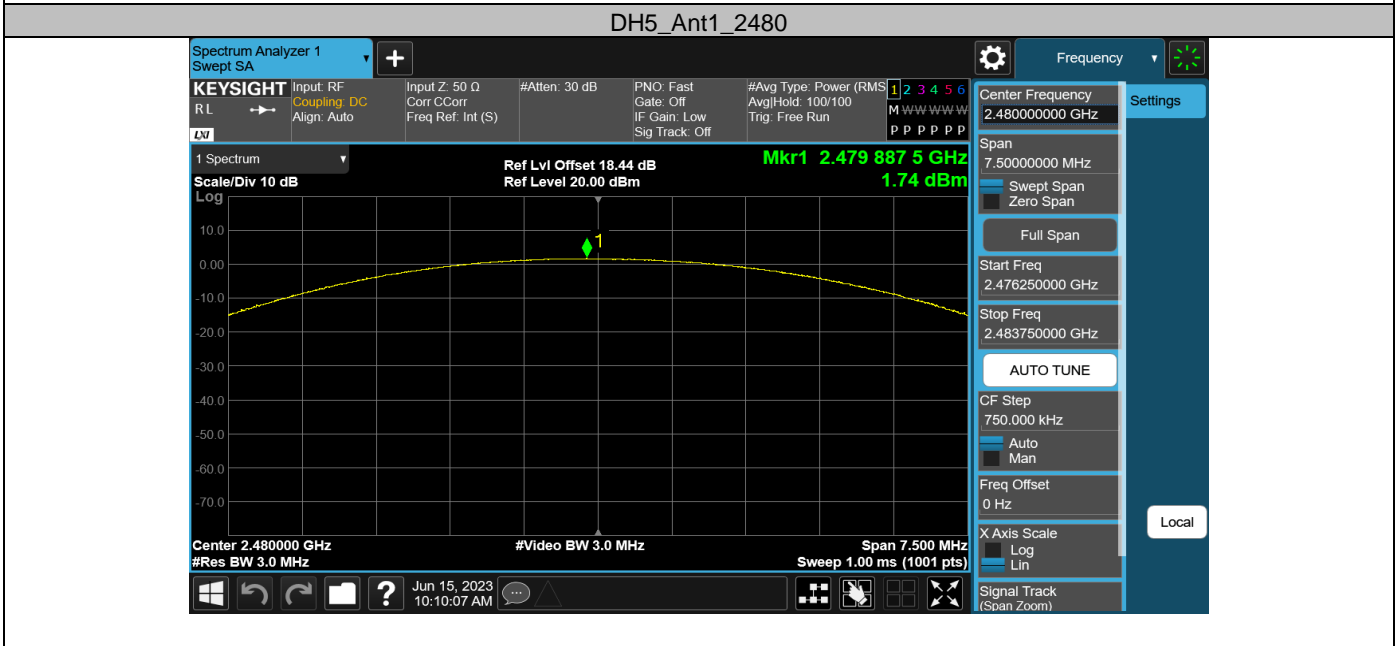 DH5_Ant1_2480
Spectrum Analyzer 1
Swept SA
Frequency
KEYSIGHT
RL
LXI
Input: RF
Coupling: DC
Align: Auto
Input Z: 50 Ω
Corr CCorr
Freq Ref: Int (S)
#Atten: 30 dB
PNO: Fast
Gate: Off
IF Gain: Low
Sig Track: Off
#Avg Type: Power (RMS
Avg|Hold: 100/100
Trig: Free Run
1 2 3 4 5 6
M W W W W W
P P P P P P
1 Spectrum
Scale/Div 10 dB
Ref Lvl Offset 18.44 dB
Ref Level 20.00 dBm
Mkr1 2.479 887 5 GHz
1.74 dBm
Log
10.0
0.00
-10.0
-20.0
-30.0
-40.0
-50.0
-60.0
-70.0
1
Center 2.480000 GHz
#Video BW 3.0 MHz
Span 7.500 MHz
#Res BW 3.0 MHz
Sweep 1.00 ms (1001 pts)
Jun 15, 2023
10:10:07 AM
Center Frequency
2.480000000 GHz
Settings
Span
7.50000000 MHz
Swept Span
Zero Span
Full Span
Start Freq
2.476250000 GHz
Stop Freq
2.483750000 GHz
AUTO TUNE
CF Step
750.000 kHz
Auto
Man
Freq Offset
0 Hz
Local
X Axis Scale
Log
Lin
Signal Track
(Span Zoom)